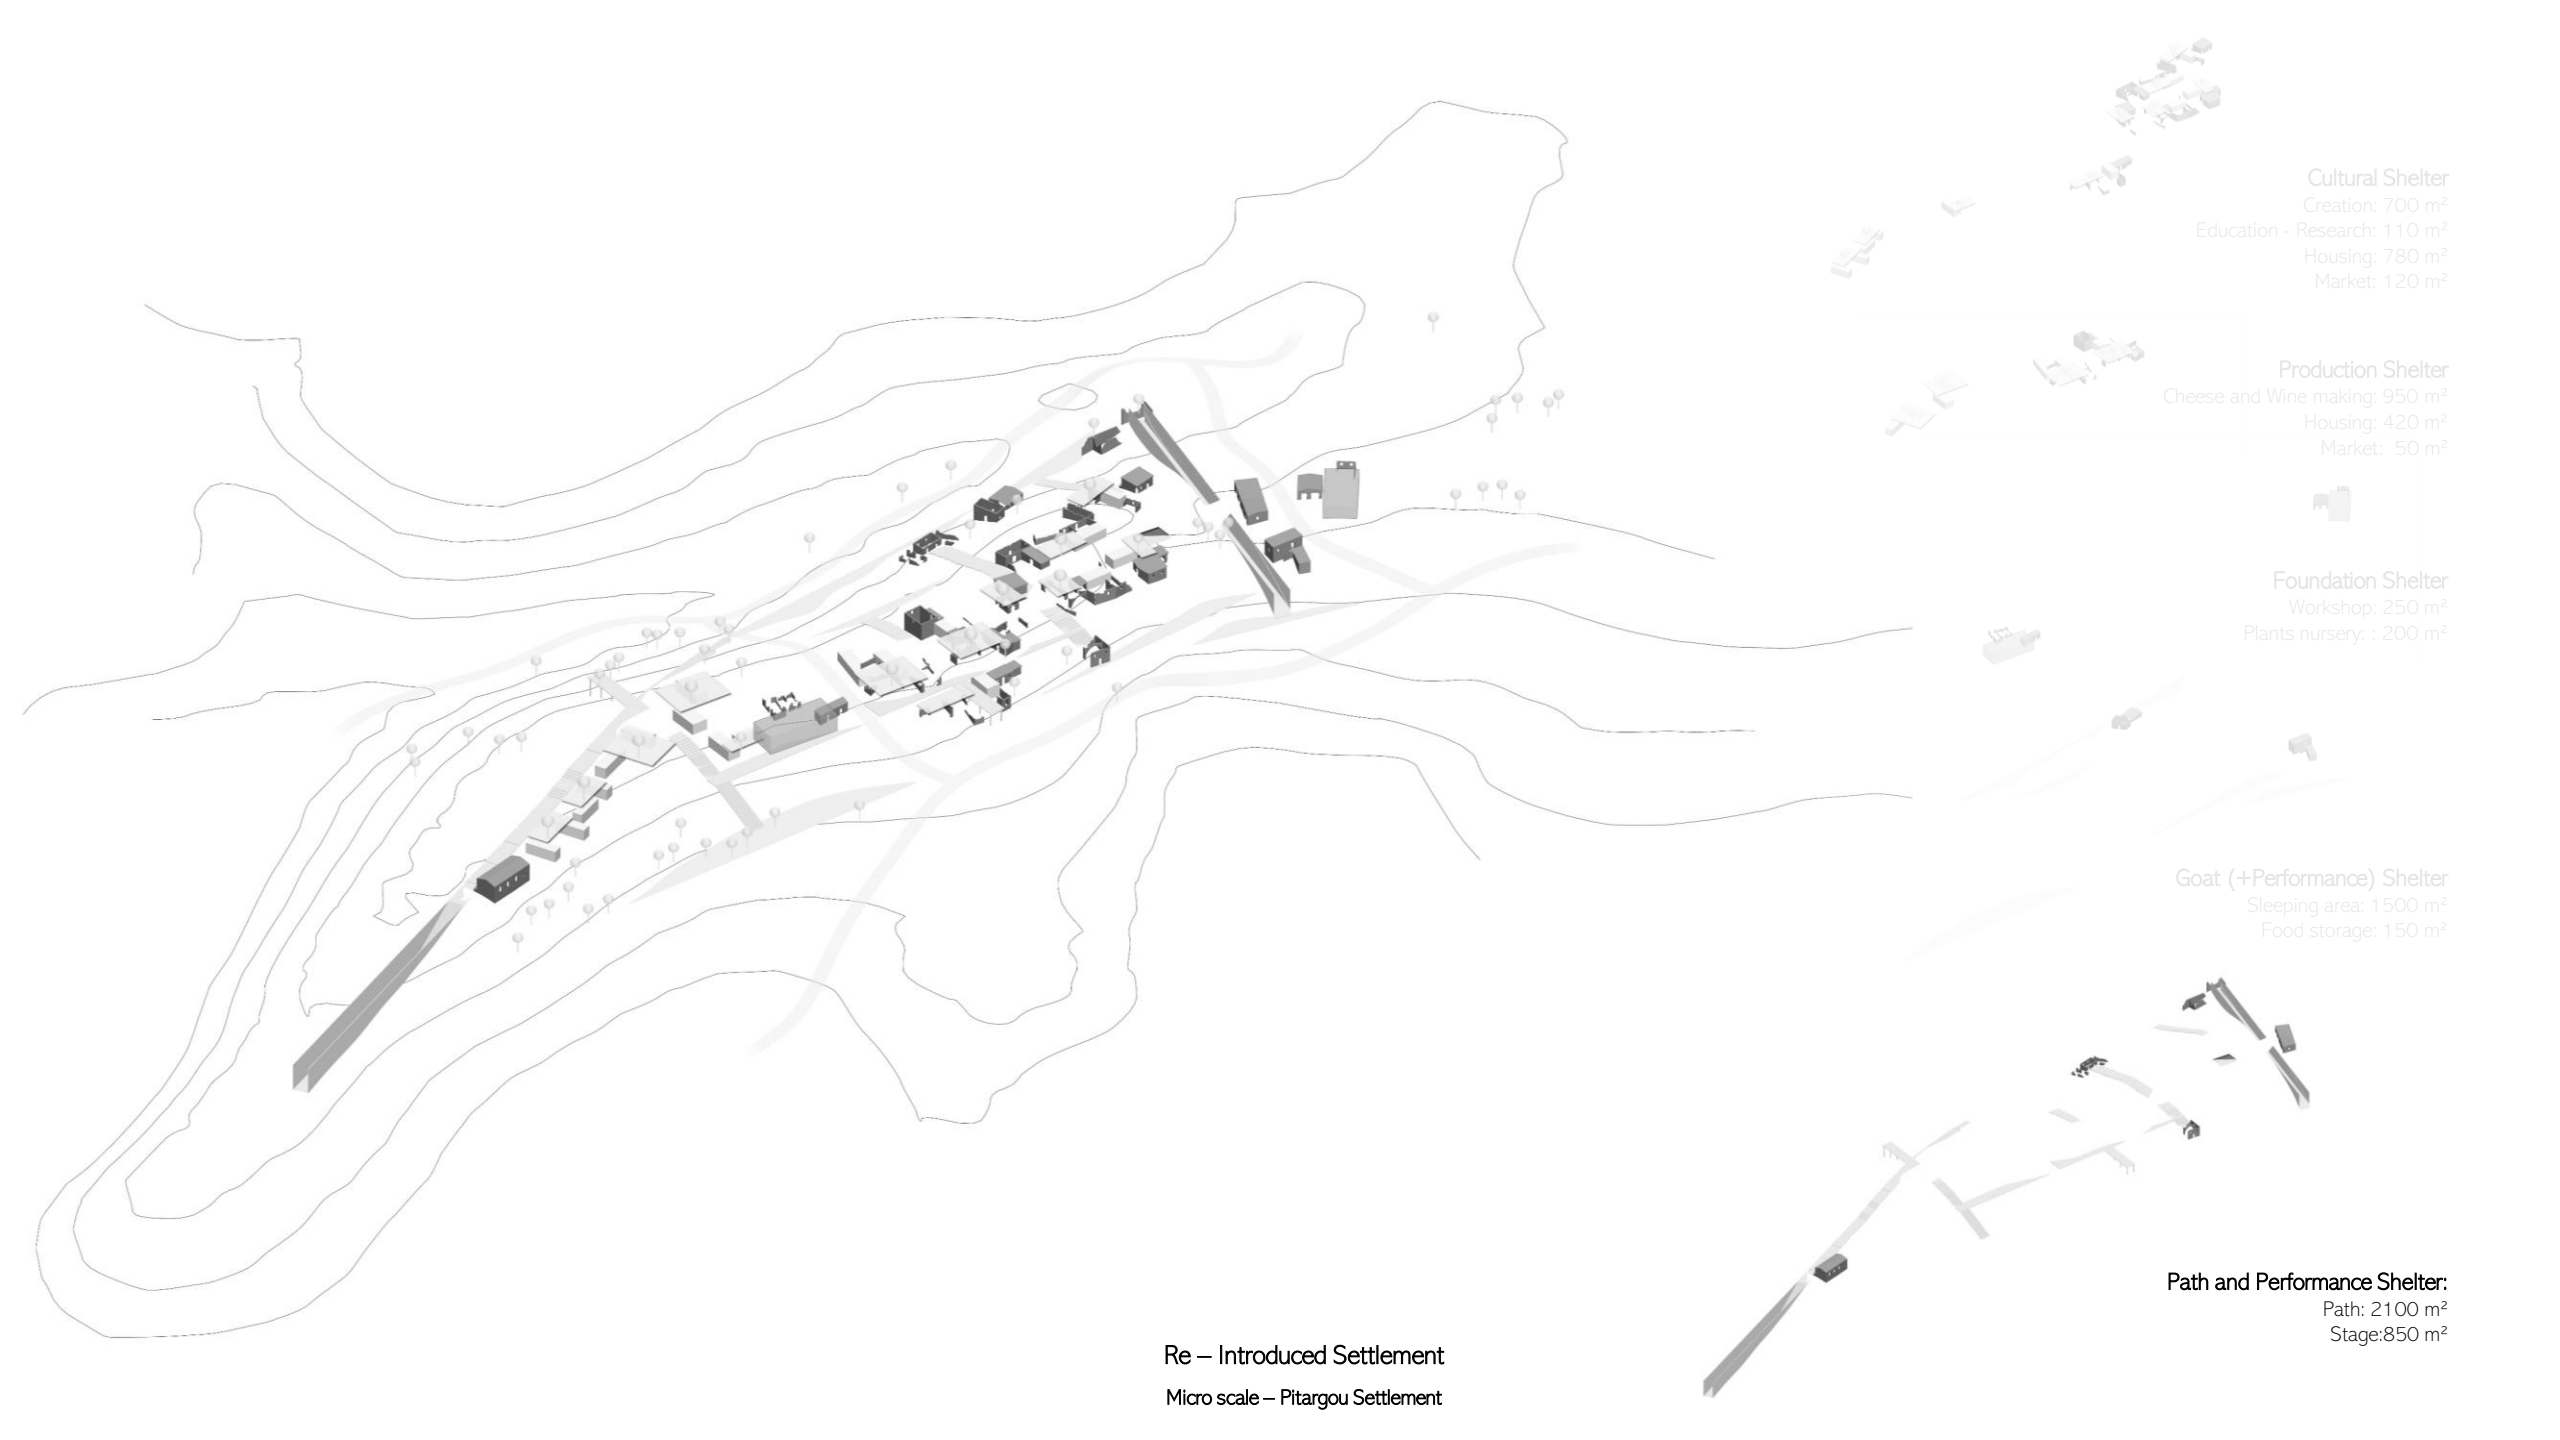 Cultural Shelter
Creation: 700 m²
Education - Research: 110 m²
Housing: 780 m²
Market: 120 m²
Production Shelter
Cheese and Wine making: 950 m²
Housing: 420 m²
Market:  50 m²
Foundation Shelter
Workshop: 250 m²
Plants nursery: : 200 m²
Goat (+Performance) Shelter
Sleeping area: 1500 m²
Food storage: 150 m²
Path and Performance Shelter:
Path: 2100 m²
Stage:850 m²
Re – Introduced Settlement
Micro scale – Pitargou Settlement